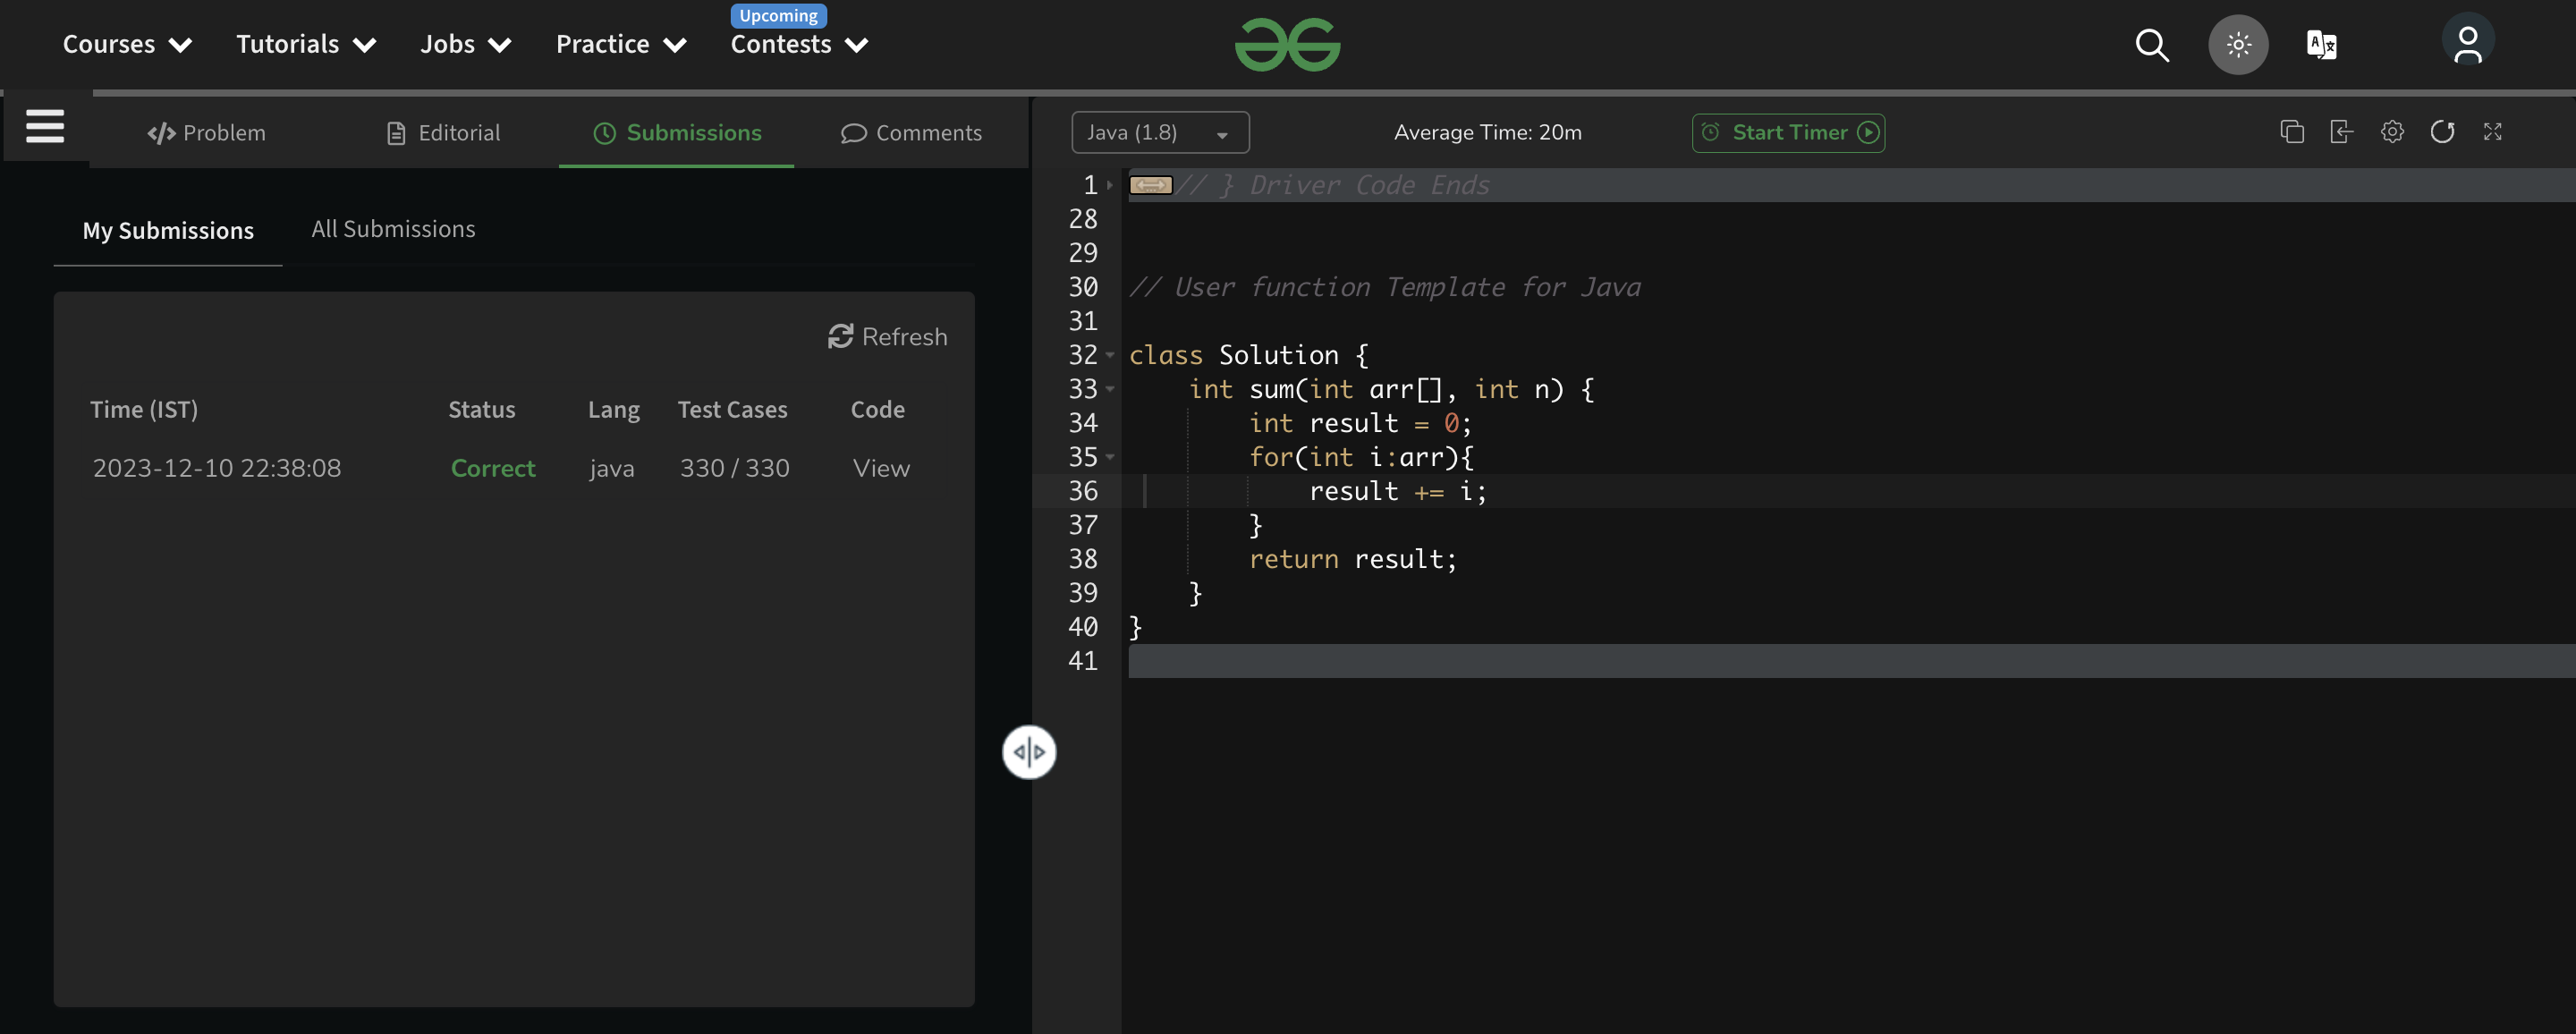 Upcoming
Courses Tutorials Jobs Practice Contests
Problem Editorial Submissions Comments
My Submissions All Submissions
Refresh
Time (IST) Status Lang Test Cases Code
2023-12-10 22:38:08 Correct java 330 / 330 View
Java (1.8) Average Time: 20m Start Timer
1 // } Driver Code Ends
28
29
30 // User function Template for Java
31
32 class Solution {
33     int sum(int arr[], int n) {
34         int result = 0;
35         for(int i:arr){
36             result += i;
37         }
38         return result;
39     }
40 }
41